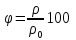 φ = ρ/ρ₀ 100